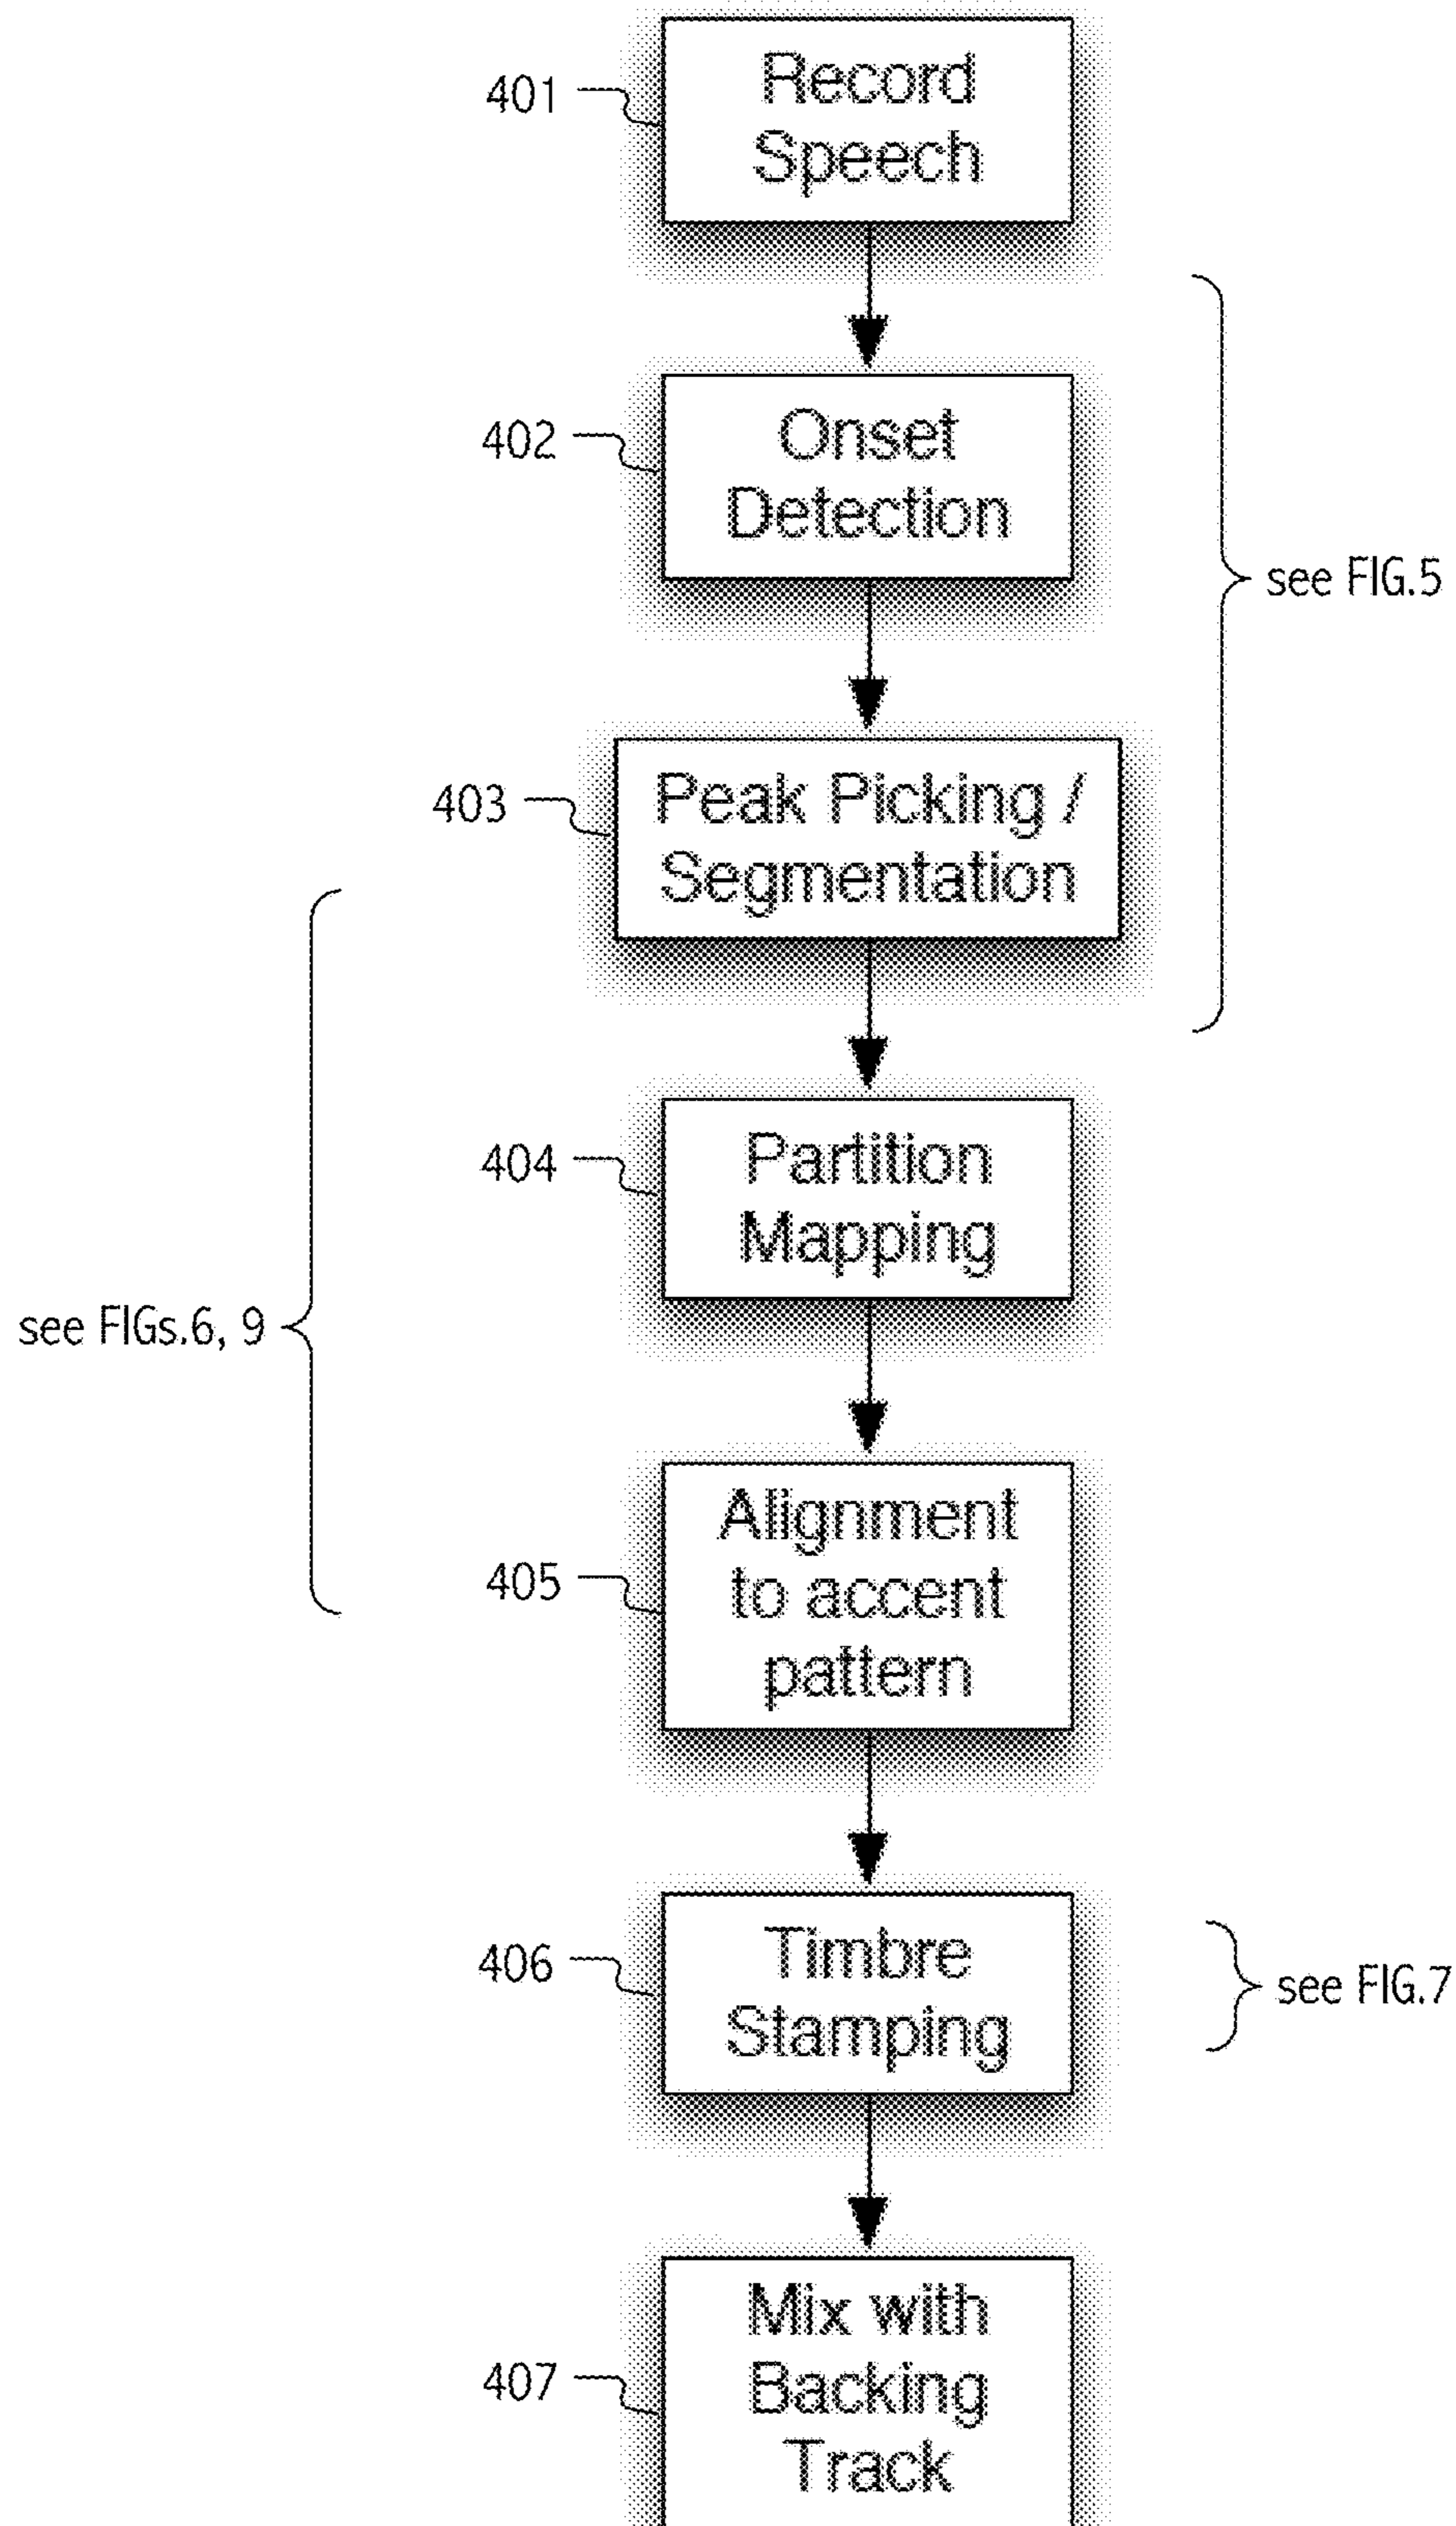 401
Record
Speech
402
Onset
Detection
see FIG.5
403
Peak Picking /
Segmentation
404
Partition
Mapping
see FIGs.6, 9
405
Alignment
to accent
pattern
406
Timbre
Stamping
see FIG.7
407
Mix with
Backing
Track